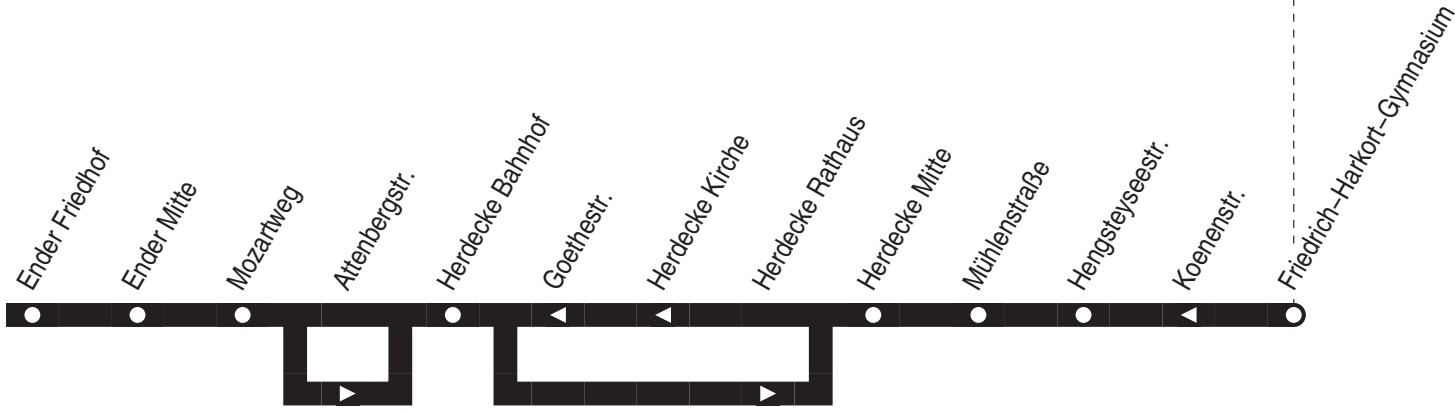 Ender Friedhof
Ender Mitte
Mozartweg
Attenbergstr.
Herdecke Bahnhof
Goethestr.
Herdecke Kirche
Herdecke Rathaus
Herdecke Mitte
Mühlenstraße
Hengsteyseestr.
Koenenstr.
Friedrich–Harkort–Gymnasium